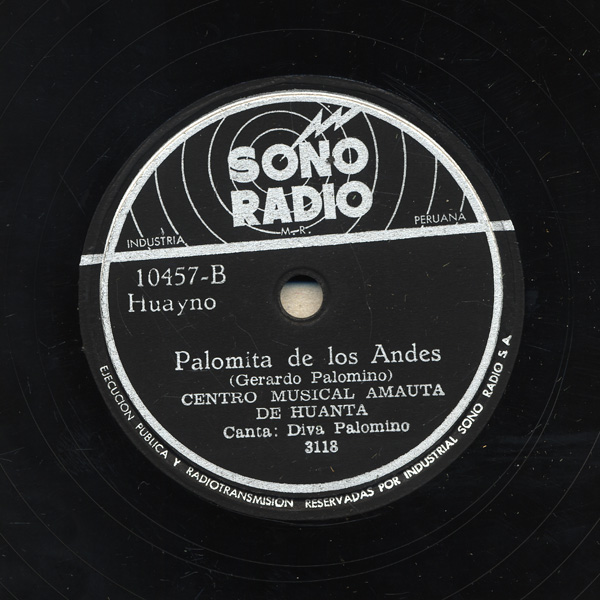 SONO
RADIO
M. R.
INDUSTRIA
PERUANA
10457-B
Huayno
Palomita de los Andes
(Gerardo Palomino)
CENTRO MUSICAL AMAUTA
DE HUANTA
Canta: Diva Palomino
3118
EJECUCION PUBLICA Y RADIOTRANSMISION RESERVADAS POR INDUSTRIAL SONO RADIO S A.